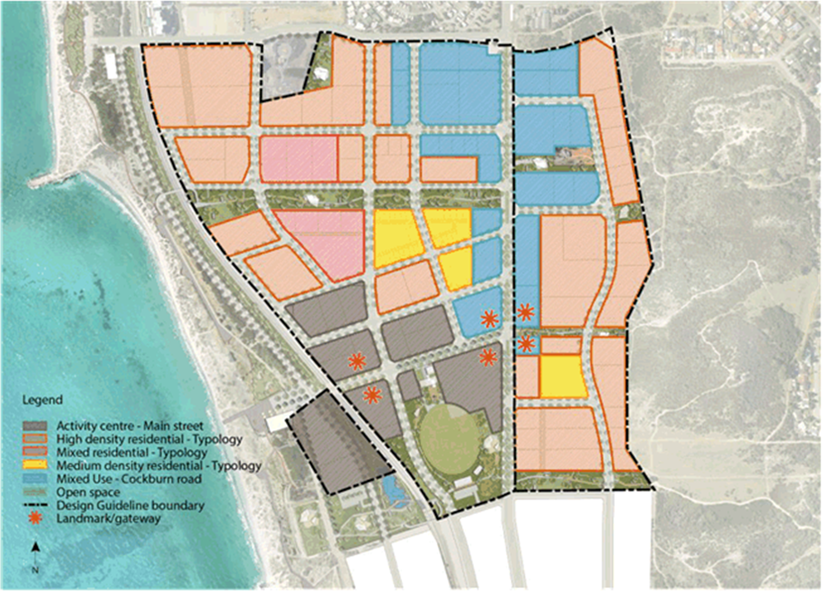 Legend
Activity centre - Main street
High density residential - Typology
Mixed residential - Typology
Medium density residential - Typology
Mixed Use - Cockburn road
Open space
Design Guideline boundary
Landmark/gateway
N